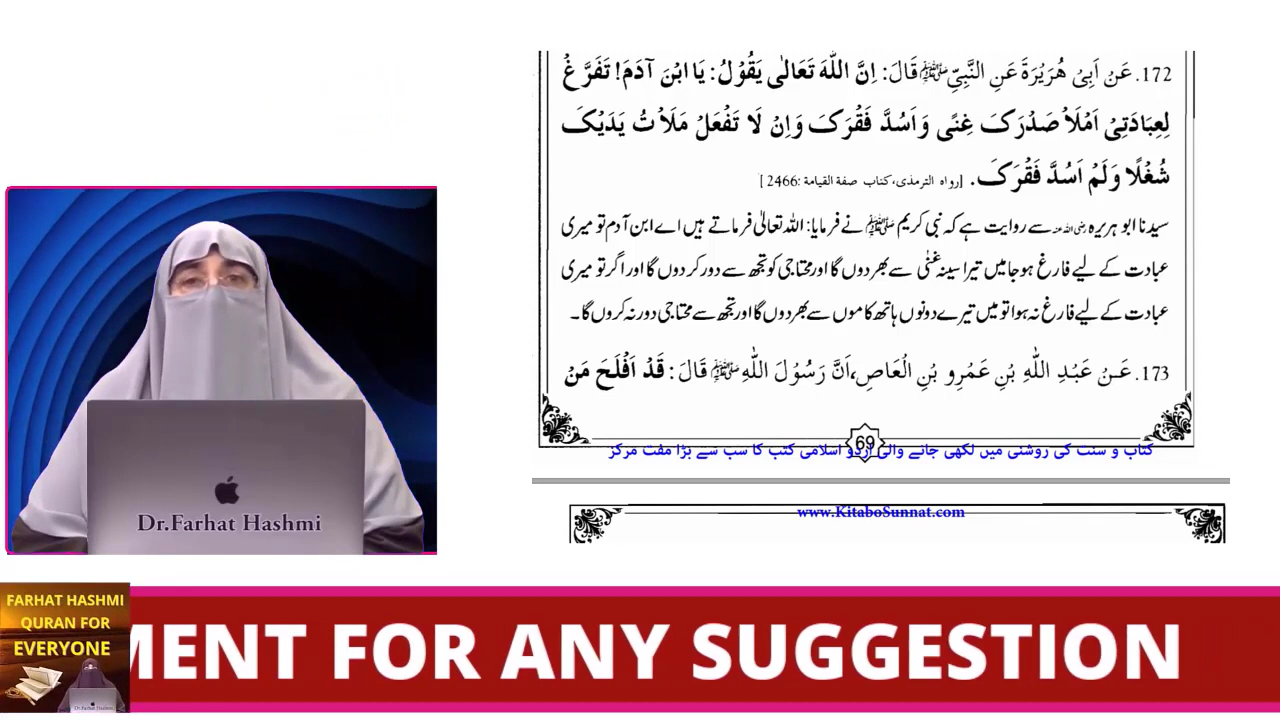 172. عَنۡ اَبِیۡ ھُرَیۡرَۃَ عَنِ النَّبِیِّ ﷺ قَالَ: اِنَّ اللّٰہَ تَعَالٰی یَقُوۡلُ: یَا ابۡنَ آدَمَ! تَفَرَّغۡ
لِعِبَادَتِیۡ اَمۡلَاۡ صَدۡرَکَ غِنًی وَ اَسُدَّ فَقۡرَکَ وَاِنۡ لَا تَفۡعَلۡ مَلَاۡتُ یَدَیۡکَ
شُغۡلًا وَلَمۡ اَسُدَّ فَقۡرَکَ. [رواہ الترمذی، کتاب صفة القیامة :2466]
سیدنا ابو ہریرہ رضی اللہ عنہ سے روایت ہے کہ نبی کریم ﷺ نے فرمایا: اللہ تعالیٰ فرماتے ہیں اے ابن آدم تو میری
عبادت کے لیے فارغ ہو جا میں تیرا سینہ غنٰی سے بھر دوں گا اور محتاجی کو تجھ سے دور کر دوں گا اور اگر تو میری
عبادت کے لیے فارغ نہ ہوا تو میں تیرے دونوں ہاتھ کاموں سے بھر دوں گا اور تجھ سے محتاجی دور نہ کروں گا۔
173. عَـنۡ عَبۡـدِ اللّٰہِ بۡنِ عَمۡرِو بۡنِ الۡعَاصِ، اَنَّ رَسُوۡلَ اللّٰہِ ﷺ قَالَ: قَدۡ اَفۡلَحَ مَنۡ
69
کتاب و سنت کی روشنی میں لکھی جانے والی اردو اسلامی کتب کا سب سے بڑا مفت مرکز
www.KitaboSunnat.com
Dr.Farhat Hashmi
FARHAT HASHMI
QURAN FOR
EVERYONE
Dr.Farhat Hashmi
MENT FOR ANY SUGGESTION